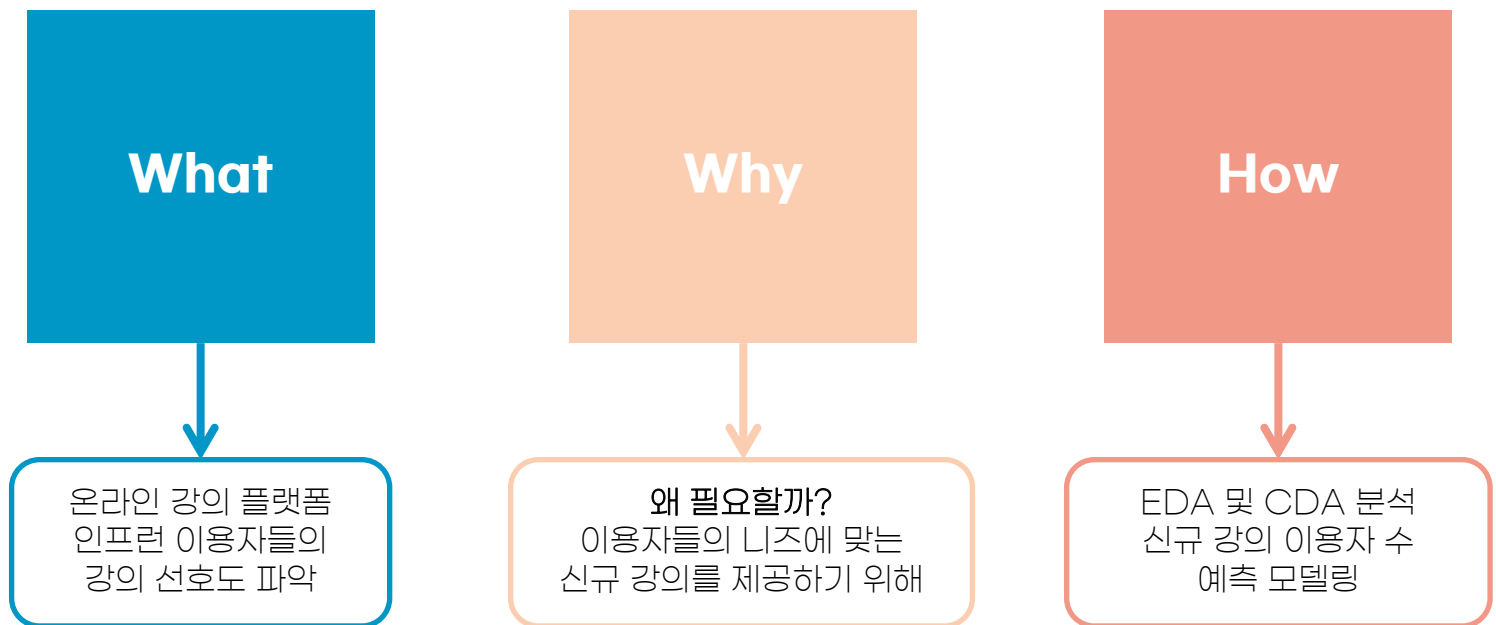 What
Why
How
온라인 강의 플랫폼
인프런 이용자들의
강의 선호도 파악
왜 필요할까?
이용자들의 니즈에 맞는
신규 강의를 제공하기 위해
EDA 및 CDA 분석
신규 강의 이용자 수
예측 모델링